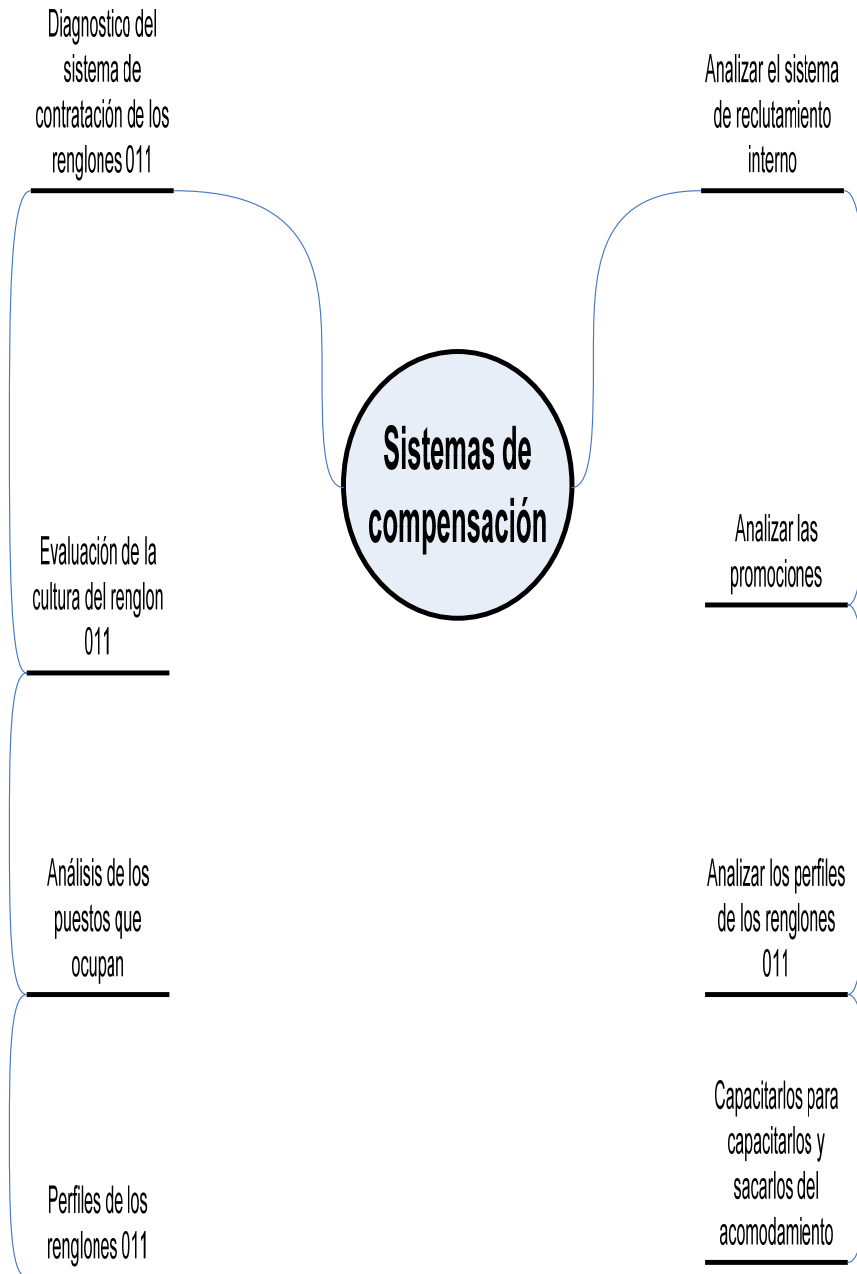 Diagnostico del
sistema de
contratación de los
renglones 011
Analizar el sistema
de reclutamiento
interno
Sistemas de
compensación
Evaluación de la
cultura del renglon
011
Analizar las
promociones
Análisis de los
puestos que
ocupan
Analizar los perfiles
de los renglones
011
Perfiles de los
renglones 011
Capacitarlos para
capacitarlos y
sacarlos del
acomodamiento